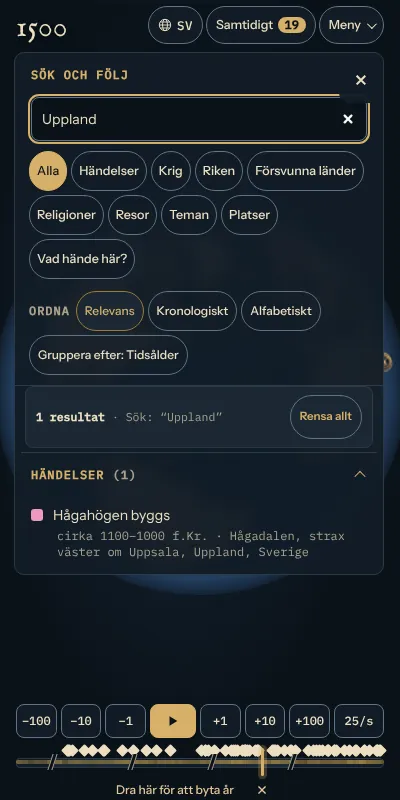 1500
SV
Samtidigt 19
Meny
SÖK OCH FÖLJ
Uppland
Alla
Händelser
Krig
Riken
Försvunna länder
Religioner
Resor
Teman
Platser
Vad hände här?
ORDNA
Relevans
Kronologiskt
Alfabetiskt
Gruppera efter: Tidsålder
1 resultat · Sök: “Uppland”
Rensa allt
HÄNDELSER (1)
Hågahögen byggs
cirka 1100–1000 f.Kr. · Hågadalen, strax
väster om Uppsala, Uppland, Sverige
−100
−10
−1
+1
+10
+100
25/s
Dra här för att byta år